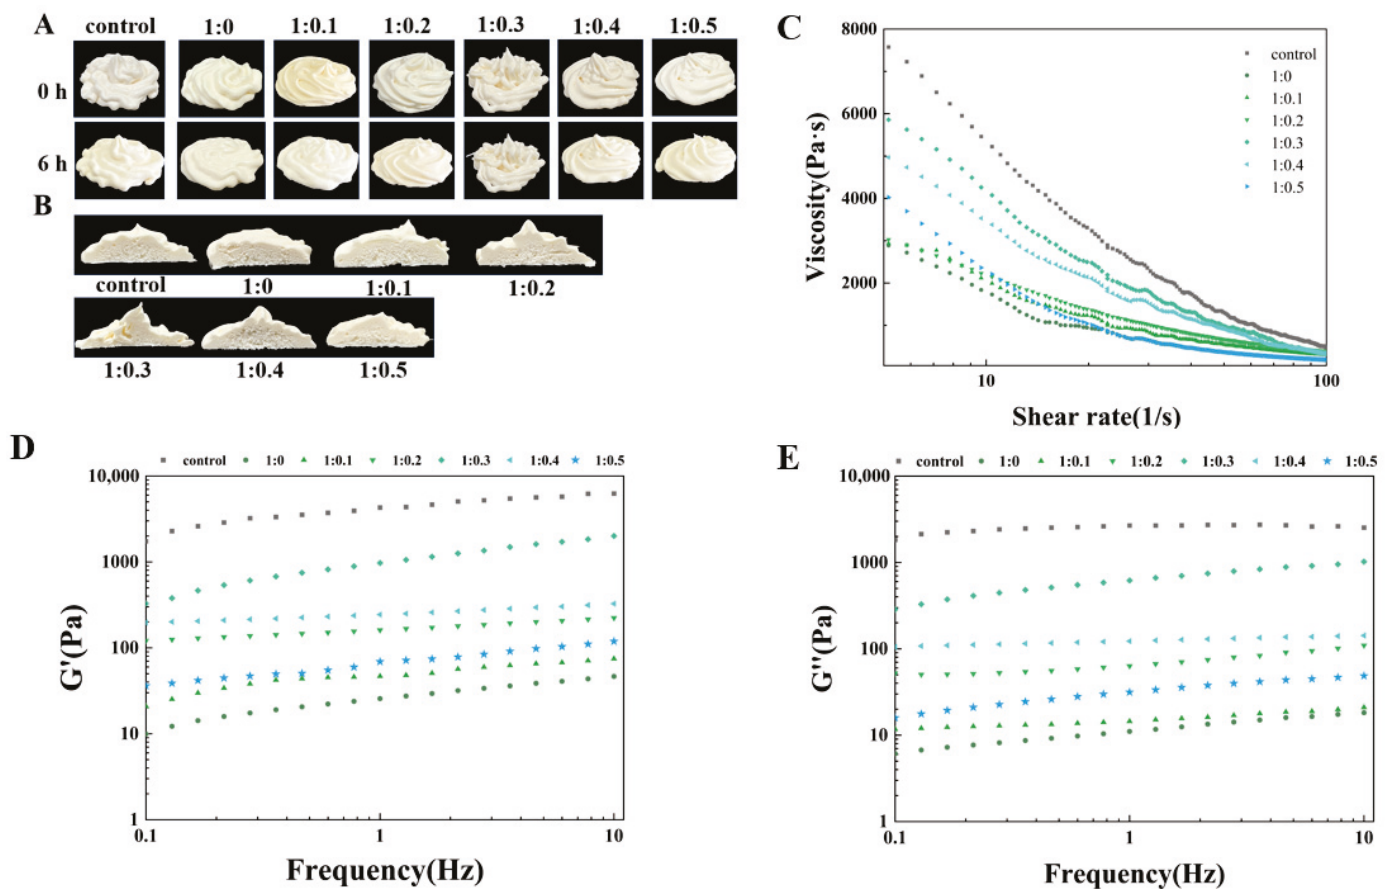 A
control 1:0 1:0.1 1:0.2 1:0.3 1:0.4 1:0.5
0 h
6 h
B
control 1:0 1:0.1 1:0.2
1:0.3 1:0.4 1:0.5
C
8000
6000
4000
2000
Viscosity(Pa·s)
control
1:0
1:0.1
1:0.2
1:0.3
1:0.4
1:0.5
10 100
Shear rate(1/s)
D
control 1:0 1:0.1 1:0.2 1:0.3 1:0.4 1:0.5
10,000
1000
100
10
1
G'(Pa)
0.1 1 10
Frequency(Hz)
E
control 1:0 1:0.1 1:0.2 1:0.3 1:0.4 1:0.5
10,000
1000
100
10
1
G''(Pa)
0.1 1 10
Frequency(Hz)